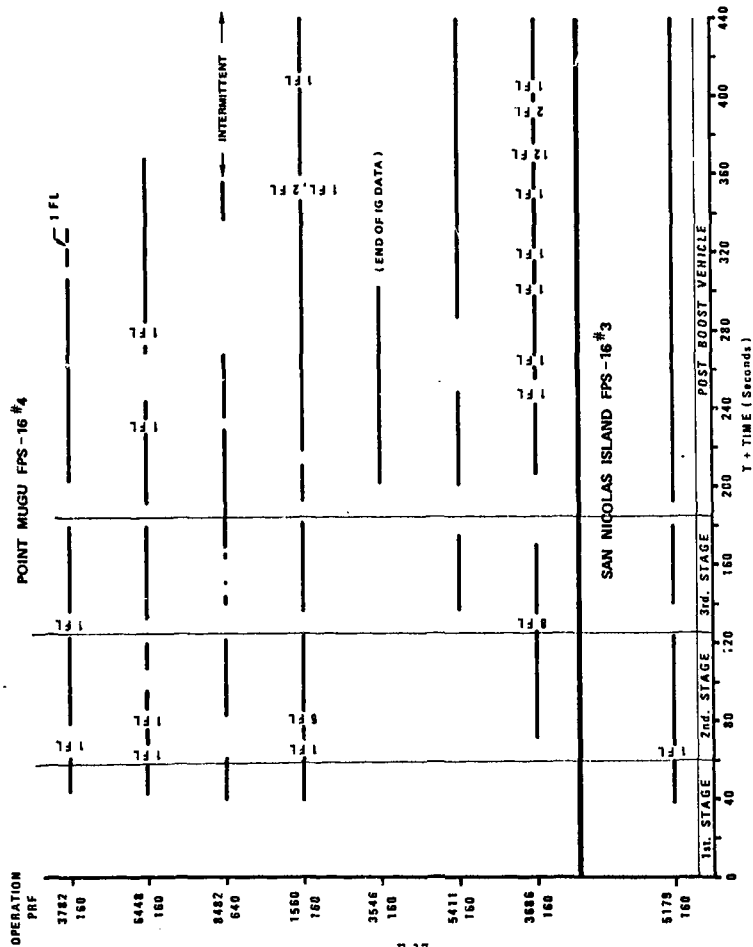 POINT MUGU FPS-16 #4
OPERATION
PRF
3782
160
1 FL
1 FL
1 FL
6448
160
1 FL
1 FL
1 FL
1 FL
8482
640
INTERMITTENT
1560
160
1 FL
5 FL
1 FL, 2 FL
1 FL
3546
160
(END OF IG DATA)
5411
160
3686
160
8 FL
1 FL
1 FL
1 FL
1 FL
1 FL
12 FL
2 FL
1 FL
SAN NICOLAS ISLAND FPS-16 #3
5178
160
1 FL
1st. STAGE 2nd. STAGE 3rd. STAGE POST BOOST VEHICLE
0 40 80 120 160 200 240 280 320 360 400 440
T + TIME (Seconds)